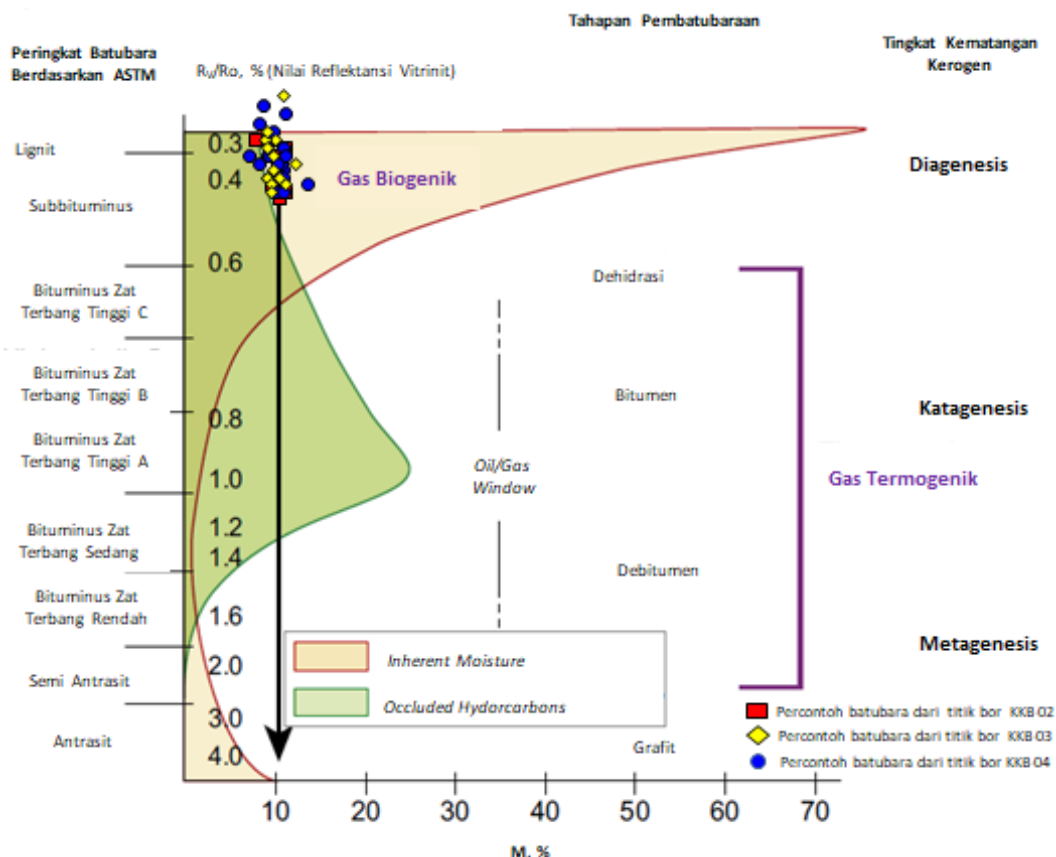 Tahapan Pembatubaraan
Peringkat Batubara
Berdasarkan ASTM
Tingkat Kematangan
Kerogen
Rv/Ro, % (Nilai Reflektansi Vitrinit)
Lignit
0.3
Gas Biogenik
Diagenesis
0.4
Subbituminus
0.6
Dehidrasi
Bituminus Zat
Terbang Tinggi C
Bituminus Zat
Terbang Tinggi B
Bitumen
Katagenesis
0.8
Bituminus Zat
Terbang Tinggi A
Oil/Gas
Window
Gas Termogenik
1.0
1.2
Bituminus Zat
Terbang Sedang
1.4
Debitumen
Bituminus Zat
Terbang Rendah
1.6
Metagenesis
Inherent Moisture
2.0
Semi Antrasit
Occluded Hydorcarbons
Percontoh batubara dari titik bor KKB 02
3.0
Percontoh batubara dari titik bor KKB 03
Antrasit
Grafit
4.0
Percontoh batubara dari titik bor KKB 04
10 20 30 40 50 60 70
M, %